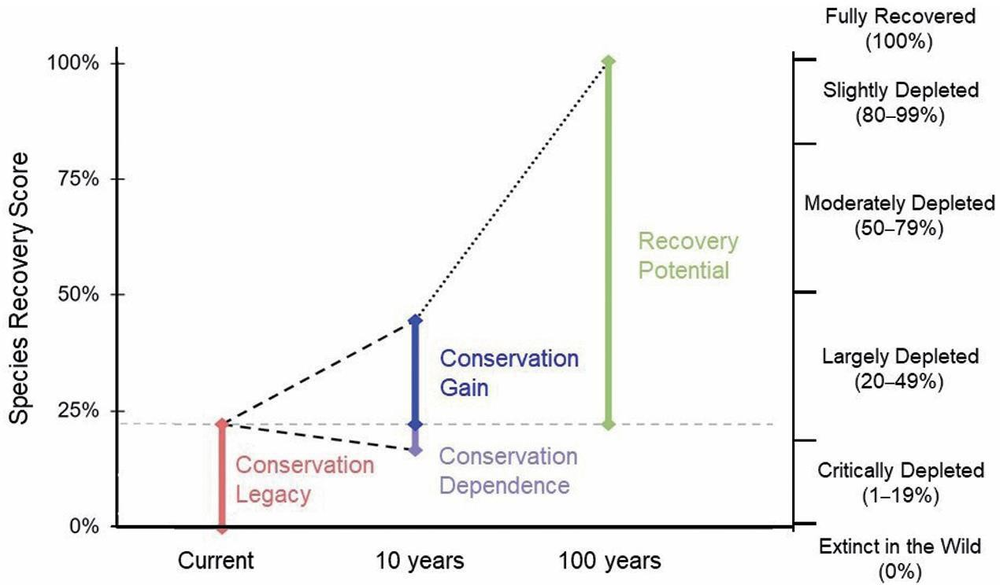 Species Recovery Score
100%
75%
50%
25%
0%
Current
10 years
100 years
Conservation
Legacy
Conservation
Gain
Conservation
Dependence
Recovery
Potential
Fully Recovered
(100%)
Slightly Depleted
(80–99%)
Moderately Depleted
(50–79%)
Largely Depleted
(20–49%)
Critically Depleted
(1–19%)
Extinct in the Wild
(0%)